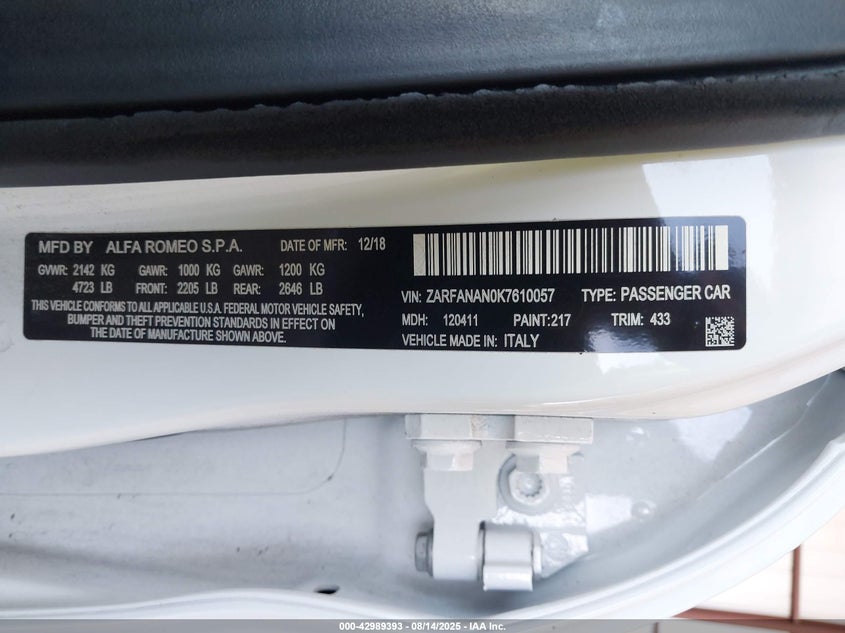 MFD BY ALFA ROMEO S.P.A. DATE OF MFR: 12/18
GVWR: 2142 KG GAWR: 1000 KG GAWR: 1200 KG
4723 LB FRONT: 2205 LB REAR: 2646 LB
THIS VEHICLE CONFORMS TO ALL APPLICABLE U.S.A. FEDERAL MOTOR VEHICLE SAFETY,
BUMPER AND THEFT PREVENTION STANDARDS IN EFFECT ON
THE DATE OF MANUFACTURE SHOWN ABOVE.
VIN: ZARFANAN0K7610057 TYPE: PASSENGER CAR
MDH: 120411 PAINT:217 TRIM: 433
VEHICLE MADE IN: ITALY
000-42989393 - 08/14/2025 - IAA Inc.